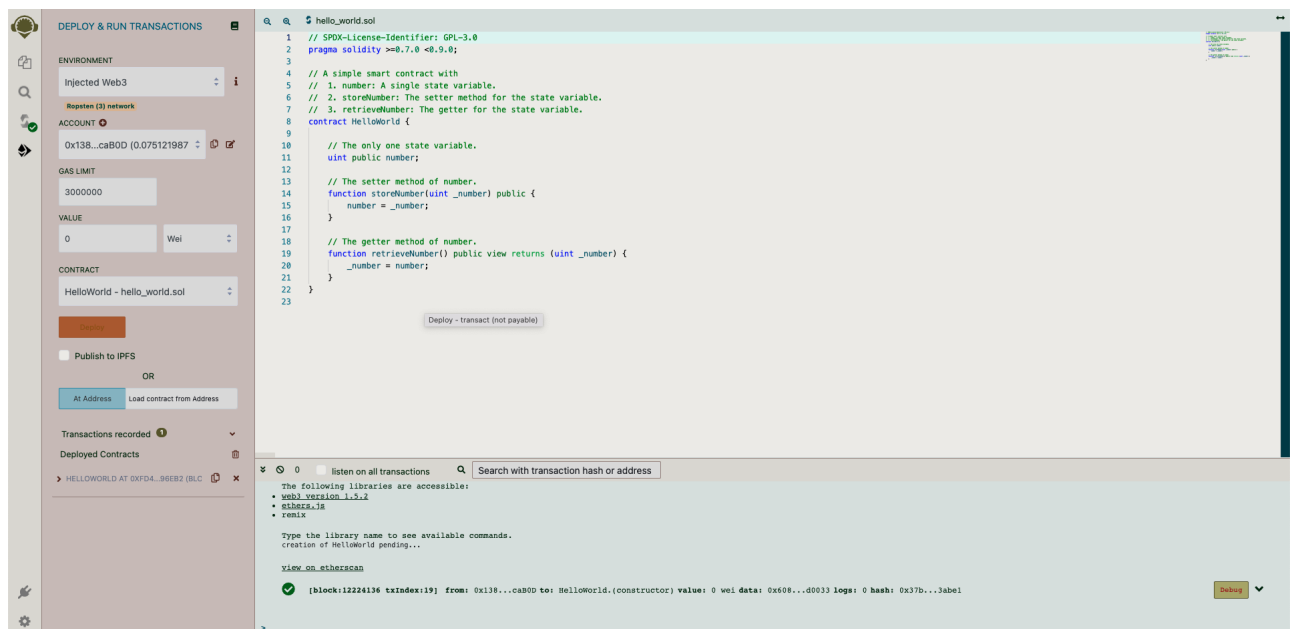 DEPLOY & RUN TRANSACTIONS
ENVIRONMENT
Injected Web3
i
Ropsten (3) network
ACCOUNT
0x138...caB0D (0.075121987
GAS LIMIT
3000000
VALUE
0
Wei
CONTRACT
HelloWorld - hello_world.sol
Deploy
Publish to IPFS
OR
At Address
Load contract from Address
Transactions recorded 1
Deployed Contracts
HELLOWORLD AT 0XFD4...96EB2 (BLC
hello_world.sol
1 // SPDX-License-Identifier: GPL-3.0
2 pragma solidity >=0.7.0 <0.9.0;
3
4 // A simple smart contract with
5 //  1. number: A single state variable.
6 //  2. storeNumber: The setter method for the state variable.
7 //  3. retrieveNumber: The getter for the state variable.
8 contract HelloWorld {
9
10     // The only one state variable.
11     uint public number;
12
13     // The setter method of number.
14     function storeNumber(uint _number) public {
15         number = _number;
16     }
17
18     // The getter method of number.
19     function retrieveNumber() public view returns (uint _number) {
20         _number = number;
21     }
22 }
23
Deploy - transact (not payable)
0
listen on all transactions
Search with transaction hash or address
The following libraries are accessible:
• web3 version 1.5.2
• ethers.js
• remix
Type the library name to see available commands.
creation of HelloWorld pending...
view on etherscan
[block:12224136 txIndex:19] from: 0x138...caB0D to: HelloWorld.(constructor) value: 0 wei data: 0x608...d0033 logs: 0 hash: 0x37b...3abe1
Debug
>